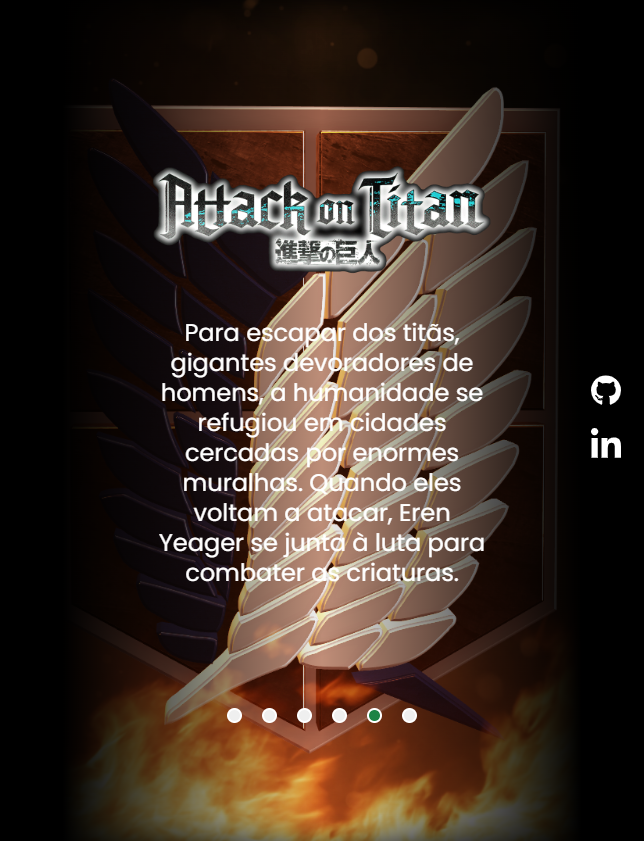 Attack on Titan
進撃の巨人
Para escapar dos titãs,
gigantes devoradores de
homens, a humanidade se
refugiou em cidades
cercadas por enormes
muralhas. Quando eles
voltam a atacar, Eren
Yeager se junta à luta para
combater as criaturas.
in